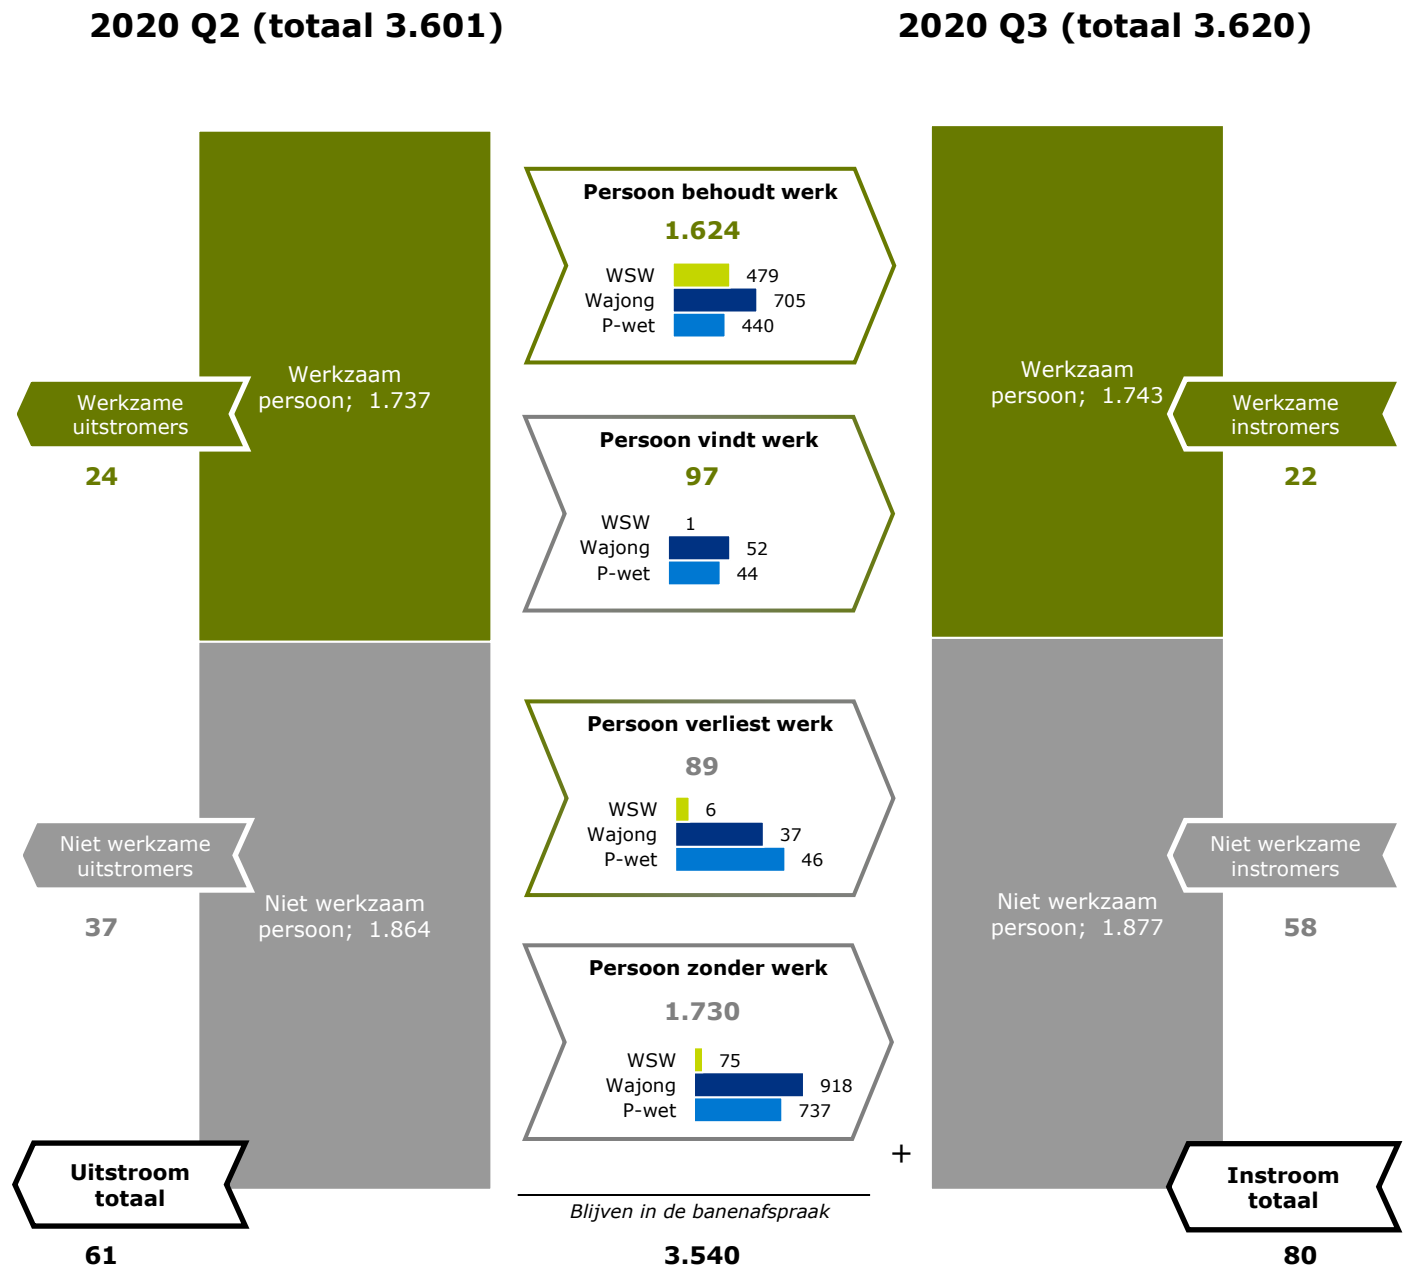 2020 Q2 (totaal 3.601)
2020 Q3 (totaal 3.620)
Werkzaam
persoon; 1.737
Werkzame
uitstromers
24
Niet werkzaam
persoon; 1.864
Niet werkzame
uitstromers
37
Uitstroom
totaal
61
Persoon behoudt werk
1.624
WSW 479
Wajong 705
P-wet 440
Persoon vindt werk
97
WSW 1
Wajong 52
P-wet 44
Persoon verliest werk
89
WSW 6
Wajong 37
P-wet 46
Persoon zonder werk
1.730
WSW 75
Wajong 918
P-wet 737
+
Blijven in de banenafspraak
3.540
Werkzaam
persoon; 1.743
Werkzame
instromers
22
Niet werkzaam
persoon; 1.877
Niet werkzame
instromers
58
Instroom
totaal
80